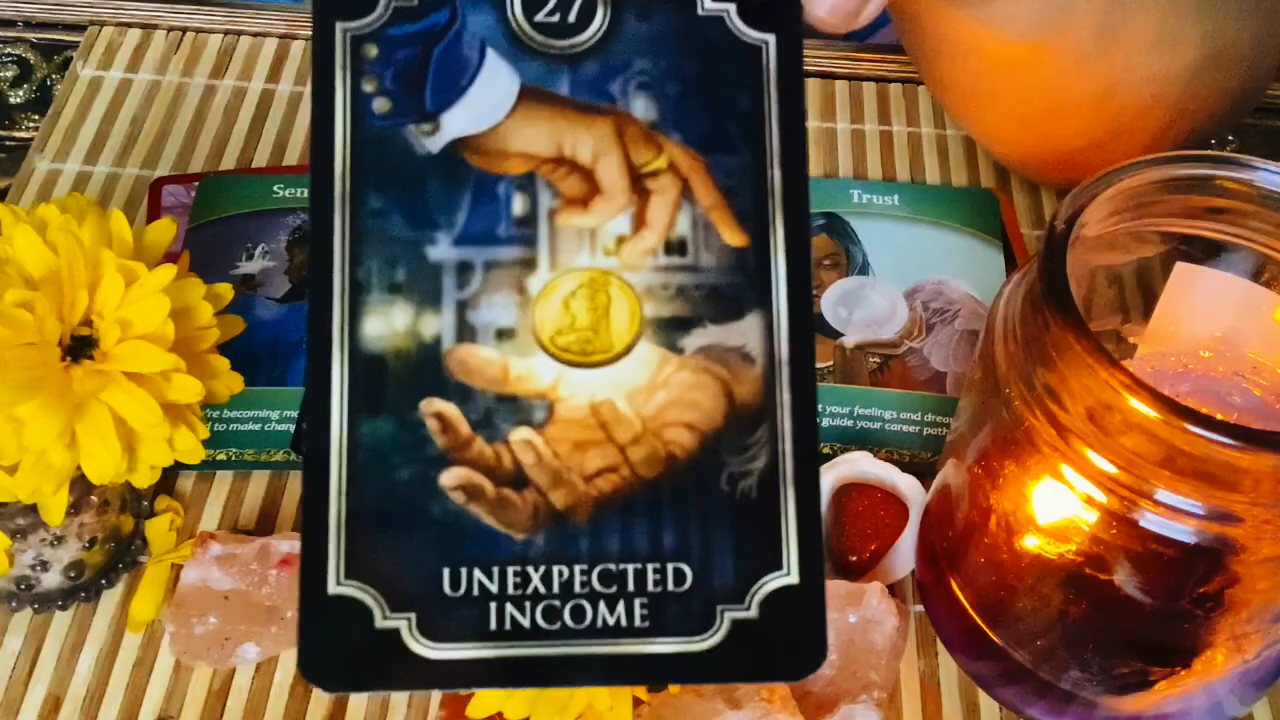 27
Sen
Trust
're becoming mo
d to make chang
t your feelings and drea
guide your career path
UNEXPECTED
INCOME